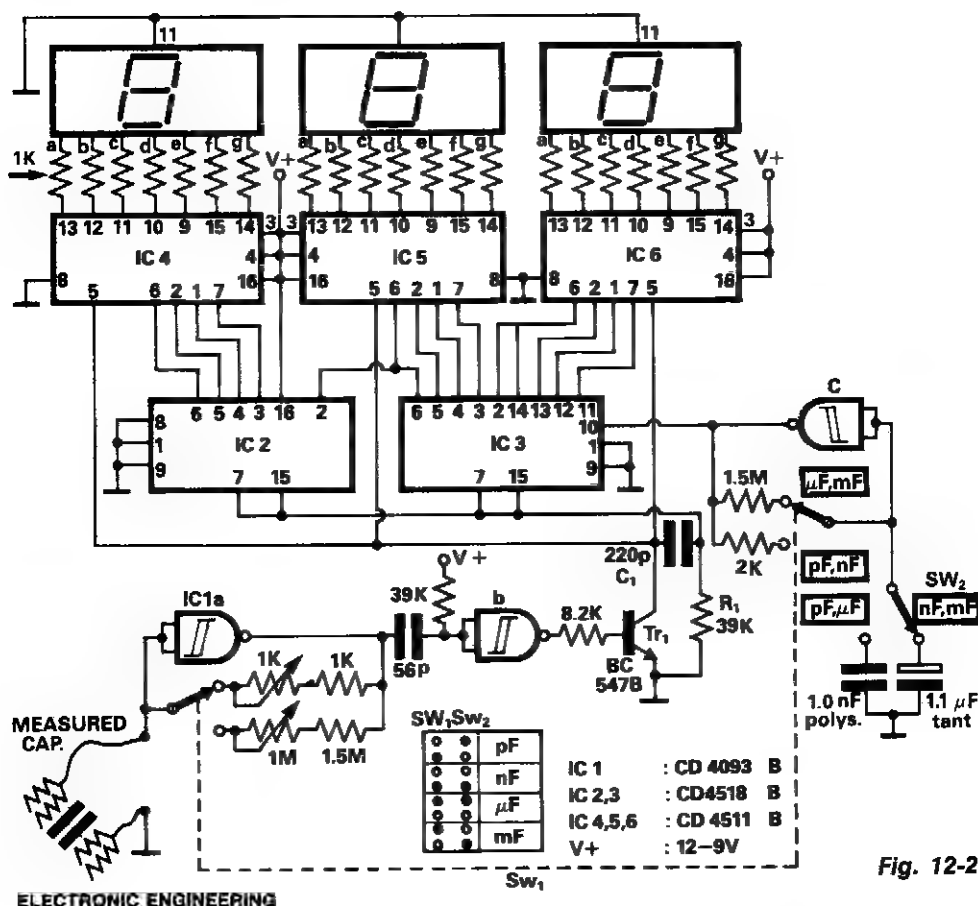 11 11
a b c d e f g a b c d e f g a b c d e f g
1K V+ V+
13 12 11 10 9 15 14 13 12 11 10 9 15 14 13 12 11 10 9 15 14
3 3 3
IC 4 4 4 IC 5 IC 6 4
8 16 16 8 8 16
5 6 2 1 7 5 6 2 1 7 6 2 1 7 5
6 5 4 3 16 2 6 5 4 3 2 14 13 12 11
8 10
1 IC 2 IC 3 1
9 9
7 15 7 15
C
1.5M µF,mF
220p 2K
C1
V+ pF,nF SW2
IC1a 39K b 8.2K R1 pF,µF nF,mF
39K
Tr1
1K 1K 56p BC
547B
1.0 nF 1.1 µF
polys. tant
MEASURED
CAP.
1M 1.5M
SW1 Sw2
pF
nF
µF
mF
IC 1 : CD 4093 B
IC 2,3 : CD4518 B
IC 4,5,6 : CD 4511 B
V+ : 12–9V
Sw1
Fig. 12-2
ELECTRONIC ENGINEERING